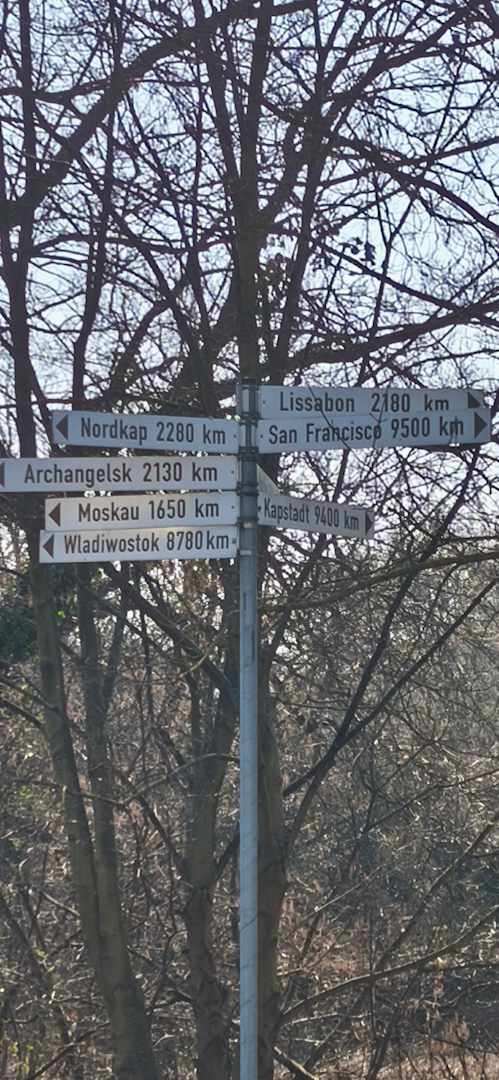 Lissabon 2180 km
San Francisco 9500 km
Nordkap 2280 km
Archangelsk 2130 km
Moskau 1650 km
Kapstadt 9400 km
Wladiwostok 8780 km